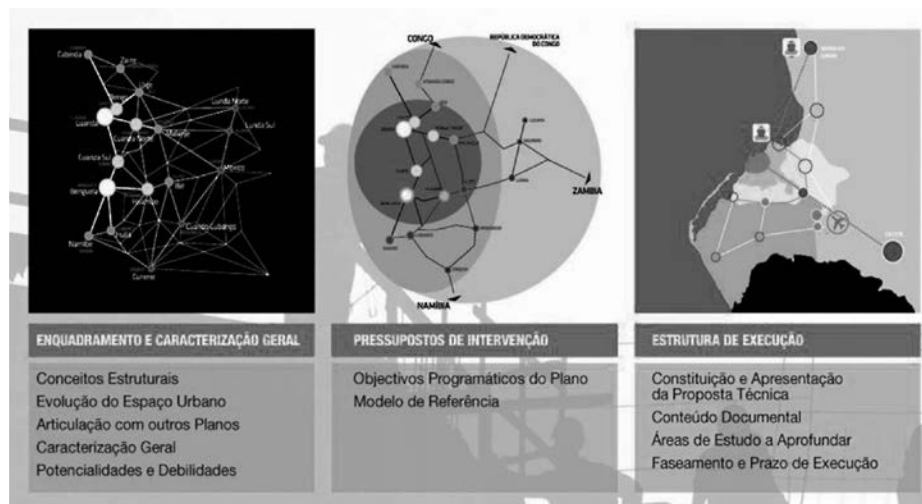 Cabinda
Zaire
Uíge
Bengo
Luanda
Cuanza Norte
Malanje
Lunda Norte
Lunda Sul
Cuanza Sul
Moxico
Benguela
Bié
Huambo
Namibe
Huíla
Cuando Cubango
Cunene
CONGO
REPÚBLICA DEMOCRÁTICA
DO CONGO
ZAMBIA
NAMÍBIA
ENQUADRAMENTO E CARACTERIZAÇÃO GERAL
Conceitos Estruturais
Evolução do Espaço Urbano
Articulação com outros Planos
Caracterização Geral
Potencialidades e Debilidades
PRESSUPOSTOS DE INTERVENÇÃO
Objectivos Programáticos do Plano
Modelo de Referência
ESTRUTURA DE EXECUÇÃO
Constituição e Apresentação
da Proposta Técnica
Conteúdo Documental
Áreas de Estudo a Aprofundar
Faseamento e Prazo de Execução